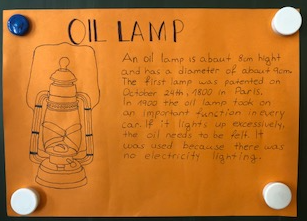 OIL LAMP
An oil lamp is about 8cm hight
and has a diameter of about 9cm.
The first lamp was patented on
October 24th, 1800 in Paris.
In 1900 the oil lamp took on
an important function in every
car. If it lights up excessively,
the oil needs to be felt. It
was used because there was
no electricity lighting.